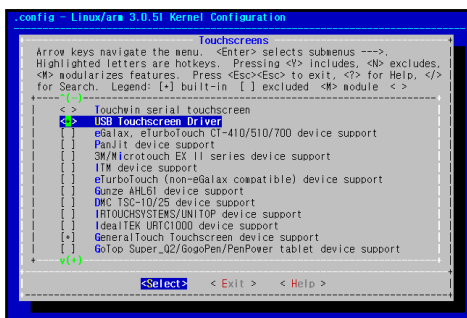 .config - Linux/arm 3.0.51 Kernel Configuration
Touchscreens
Arrow keys navigate the menu.  <Enter> selects submenus --->.
Highlighted letters are hotkeys.  Pressing <Y> includes, <N> excludes,
<M> modularizes features.  Press <Esc><Esc> to exit, <?> for Help, </>
for Search.  Legend: [*] built-in  [ ] excluded  <M> module  < >
^(-)
< >   Touchwin serial touchscreen
<*>   USB Touchscreen Driver
[ ]   eGalax, eTurboTouch CT-410/510/700 device support
[ ]   PanJit device support
[ ]   3M/Microtouch EX II series device support
[ ]   ITM device support
[ ]   eTurboTouch (non-eGalax compatible) device support
[ ]   Gunze AHL61 device support
[ ]   DMC TSC-10/25 device support
[ ]   IRTOUCHSYSTEMS/UNITOP device support
[ ]   IdealTEK URTC1000 device support
[*]   GeneralTouch Touchscreen device support
[ ]   GoTop Super_Q2/GogoPen/PenPower tablet device support
v(+)
<Select>    < Exit >    < Help >